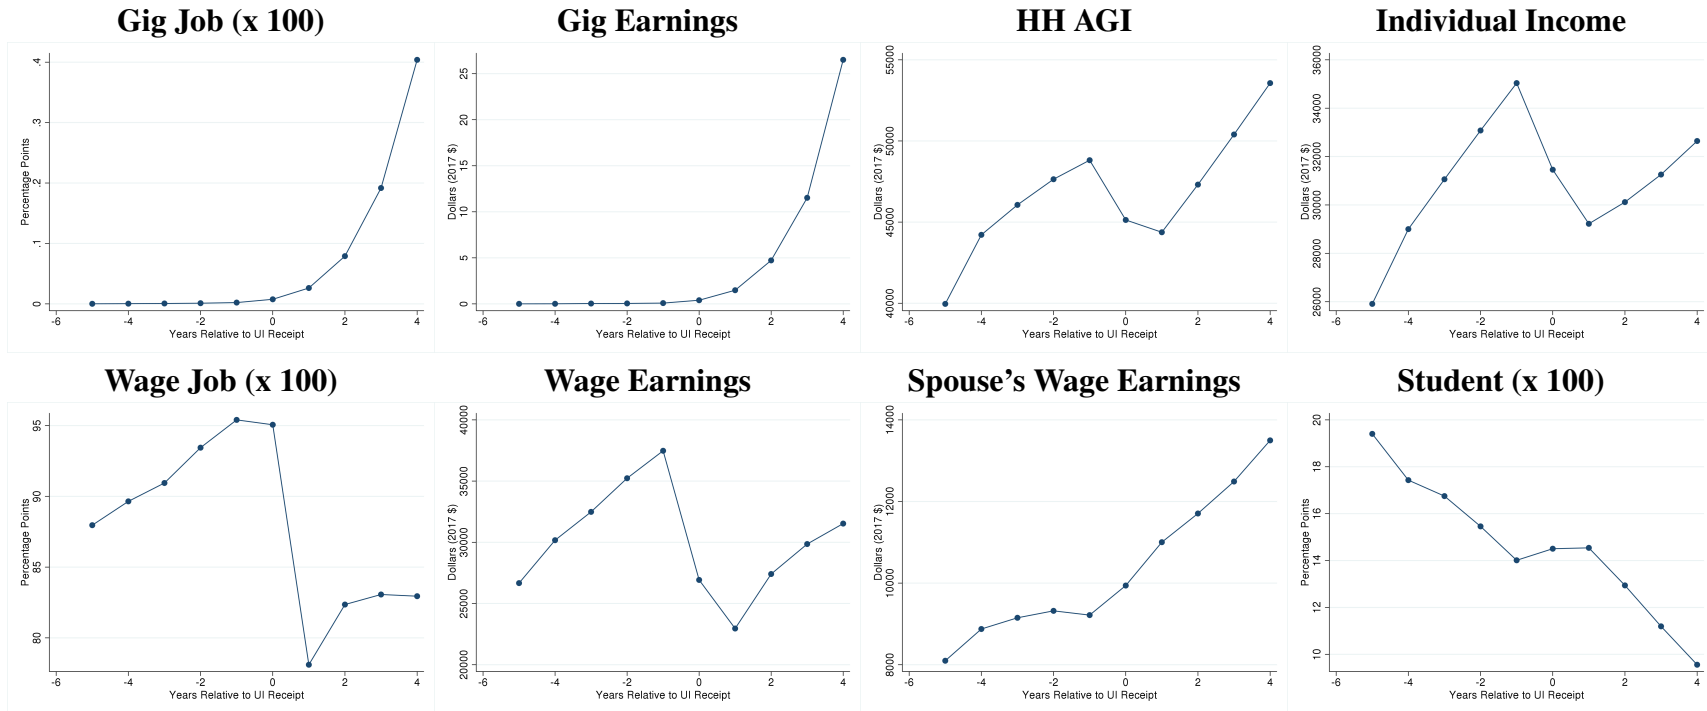 Gig Job (x 100)
Gig Earnings
HH AGI
Individual Income
Percentage Points
.4
.3
.2
.1
0
-6 -4 -2 0 2 4
Years Relative to UI Receipt
Dollars (2017 $)
25
20
15
10
5
0
-6 -4 -2 0 2 4
Years Relative to UI Receipt
Dollars (2017 $)
55000
50000
45000
40000
-6 -4 -2 0 2 4
Years Relative to UI Receipt
Dollars (2017 $)
36000
34000
32000
30000
28000
26000
-6 -4 -2 0 2 4
Years Relative to UI Receipt
Wage Job (x 100)
Wage Earnings
Spouse’s Wage Earnings
Student (x 100)
Percentage Points
95
90
85
80
-6 -4 -2 0 2 4
Years Relative to UI Receipt
Dollars (2017 $)
40000
35000
30000
25000
20000
-6 -4 -2 0 2 4
Years Relative to UI Receipt
Dollars (2017 $)
14000
12000
10000
8000
-6 -4 -2 0 2 4
Years Relative to UI Receipt
Percentage Points
20
18
16
14
12
10
-6 -4 -2 0 2 4
Years Relative to UI Receipt